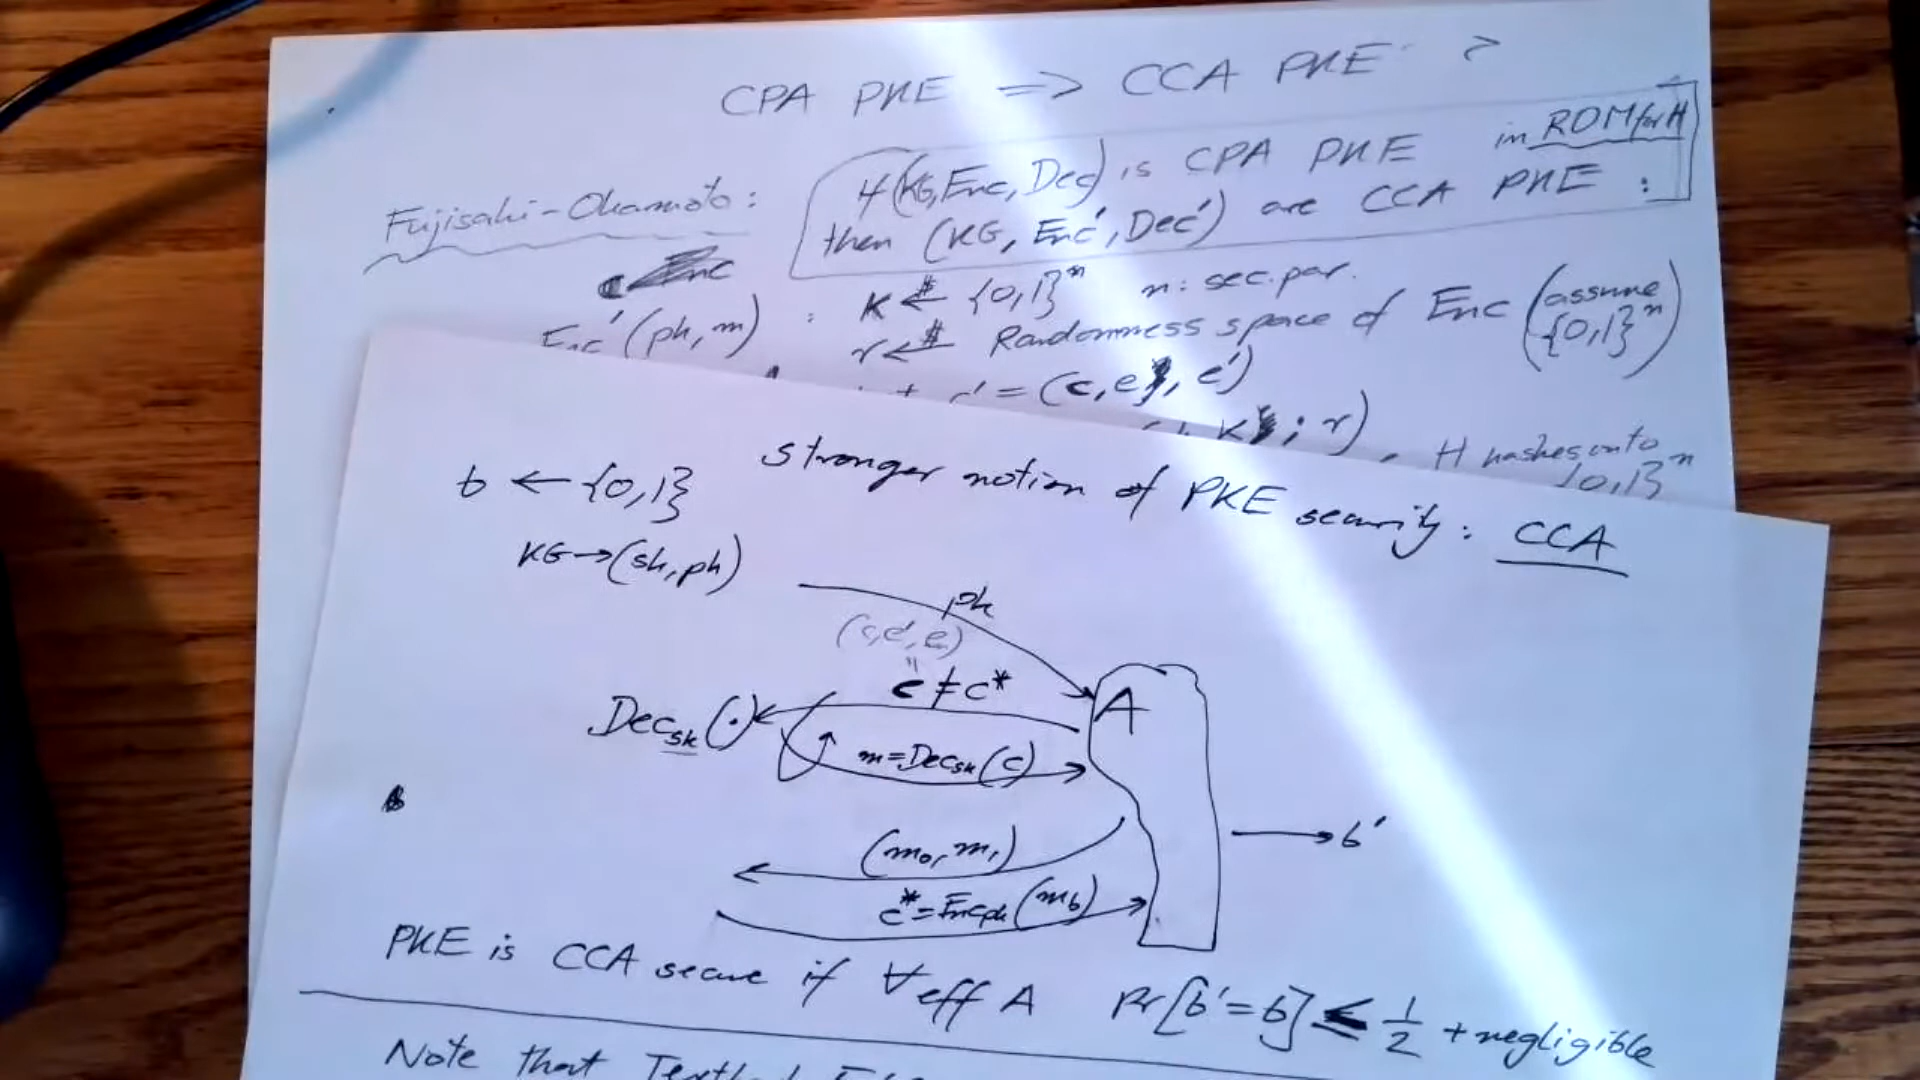 CPA PKE => CCA PKE ?
Fujisaki-Okamoto:
If (KG, Enc, Dec) is CPA PKE in ROM for H
then (KG, Enc', Dec') are CCA PKE :
Enc
Enc'(pk, m) : K ←$ {0,1}^n n: sec.par.
r ←$ Randomness space of Enc (assume {0,1}^n)
c' = (c, e, e')
K ; r)
H hashes onto
{0,1}^n
stronger notion of PKE security: CCA
b ← {0,1}
KG → (sk, pk)
pk
(c, e', e)
"
c ≠ c*
A
Dec_sk(·)
m = Dec_sk(c)
(m_0, m_1)
→ b'
c* = Enc_pk(m_b)
PKE is CCA secure if ∀ eff A Pr[b' = b] ≤ 1/2 + negligible
Note that